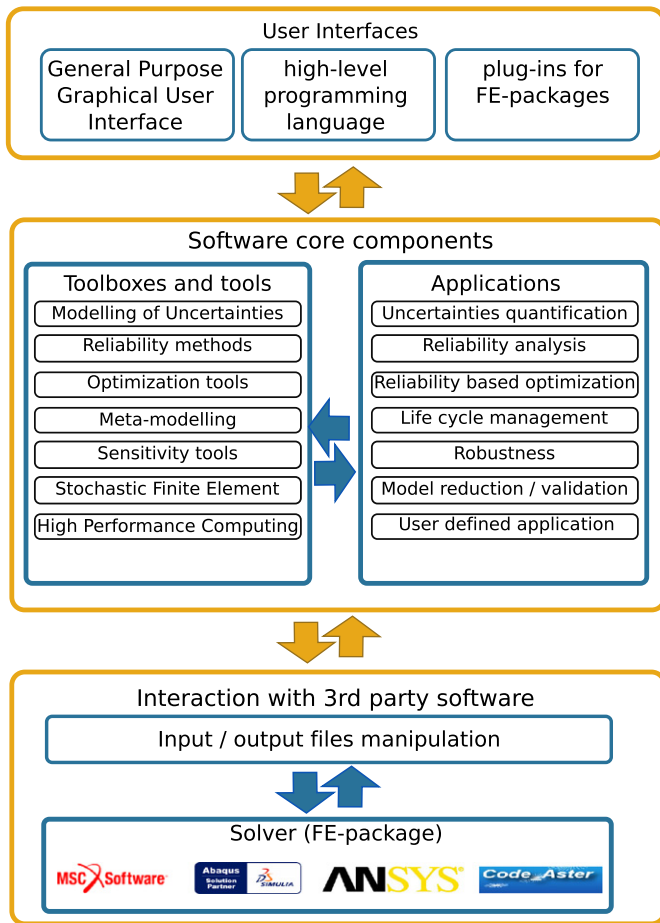 User Interfaces
General Purpose
Graphical User
Interface
high-level
programming
language
plug-ins for
FE-packages
Software core components
Toolboxes and tools
Modelling of Uncertainties
Reliability methods
Optimization tools
Meta-modelling
Sensitivity tools
Stochastic Finite Element
High Performance Computing
Applications
Uncertainties quantification
Reliability analysis
Reliability based optimization
Life cycle management
Robustness
Model reduction / validation
User defined application
Interaction with 3rd party software
Input / output files manipulation
Solver (FE-package)
MSC Software
Abaqus
Solution
Partner
SIMULIA
ANSYS
Code_Aster